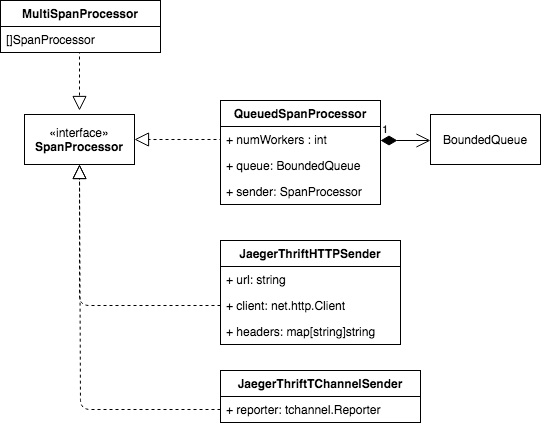 MultiSpanProcessor
[]SpanProcessor
«interface»
SpanProcessor
QueuedSpanProcessor
+ numWorkers : int
+ queue: BoundedQueue
+ sender: SpanProcessor
1
BoundedQueue
JaegerThriftHTTPSender
+ url: string
+ client: net.http.Client
+ headers: map[string]string
JaegerThriftTChannelSender
+ reporter: tchannel.Reporter